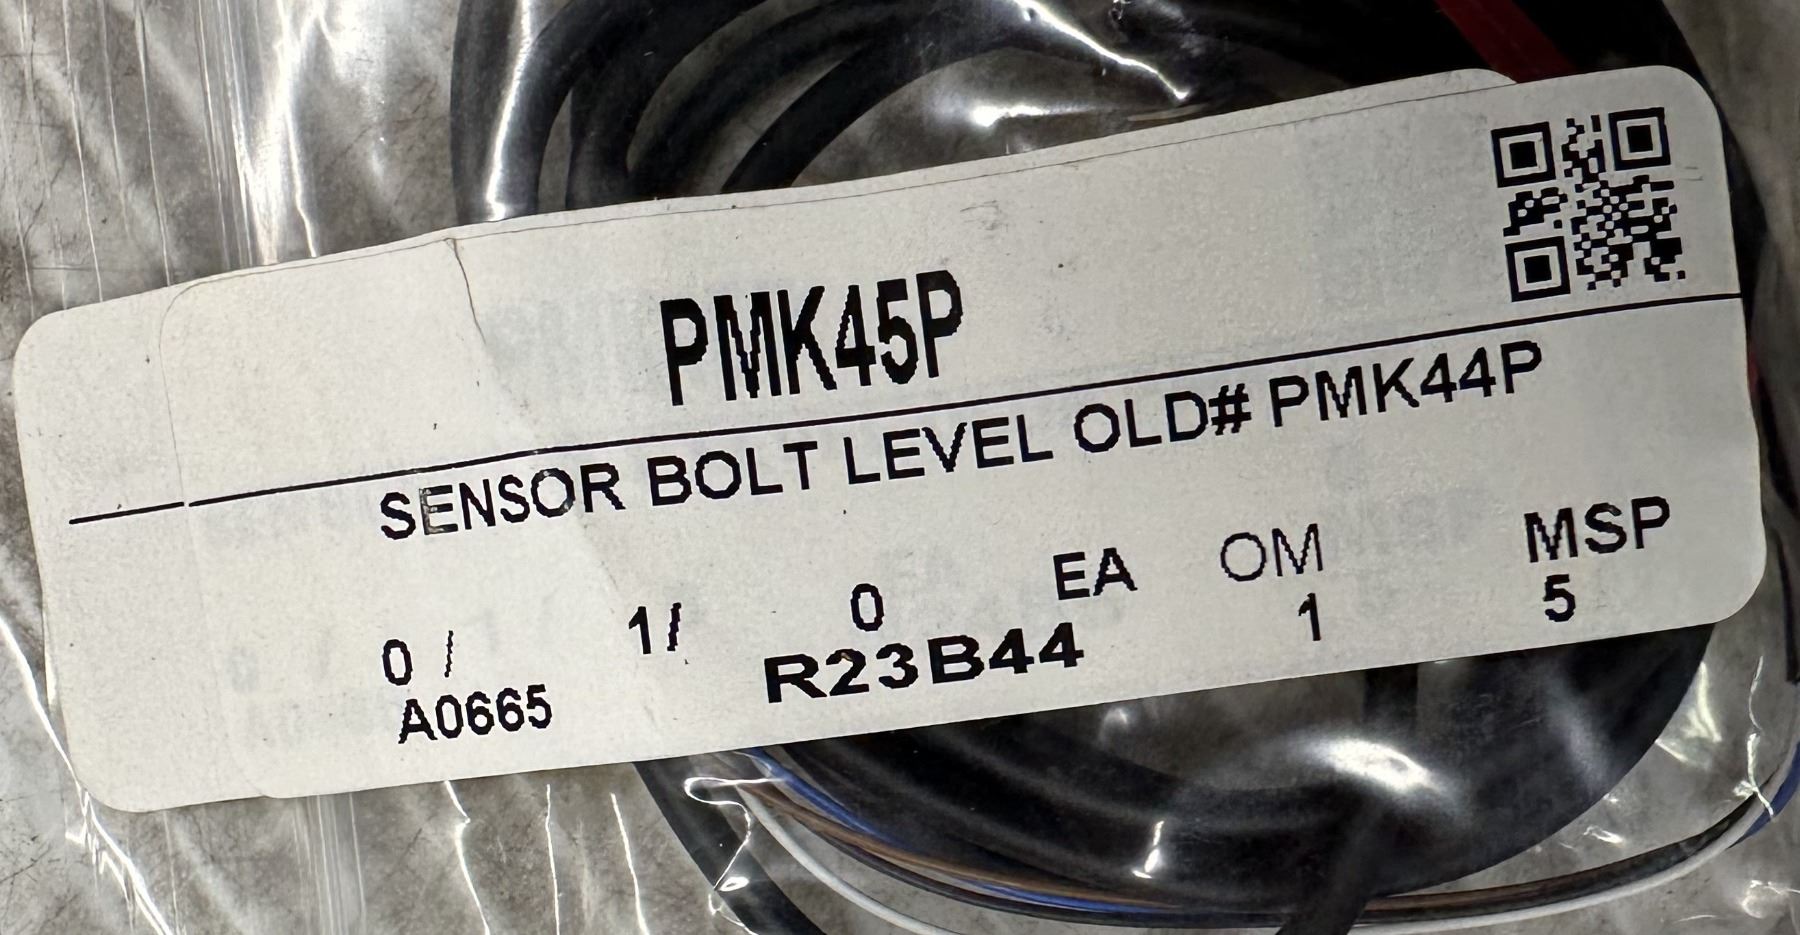 PMK45P
SENSOR BOLT LEVEL OLD# PMK44P
0 / 1/ 0 EA OM MSP
A0665 R23B44 1 5